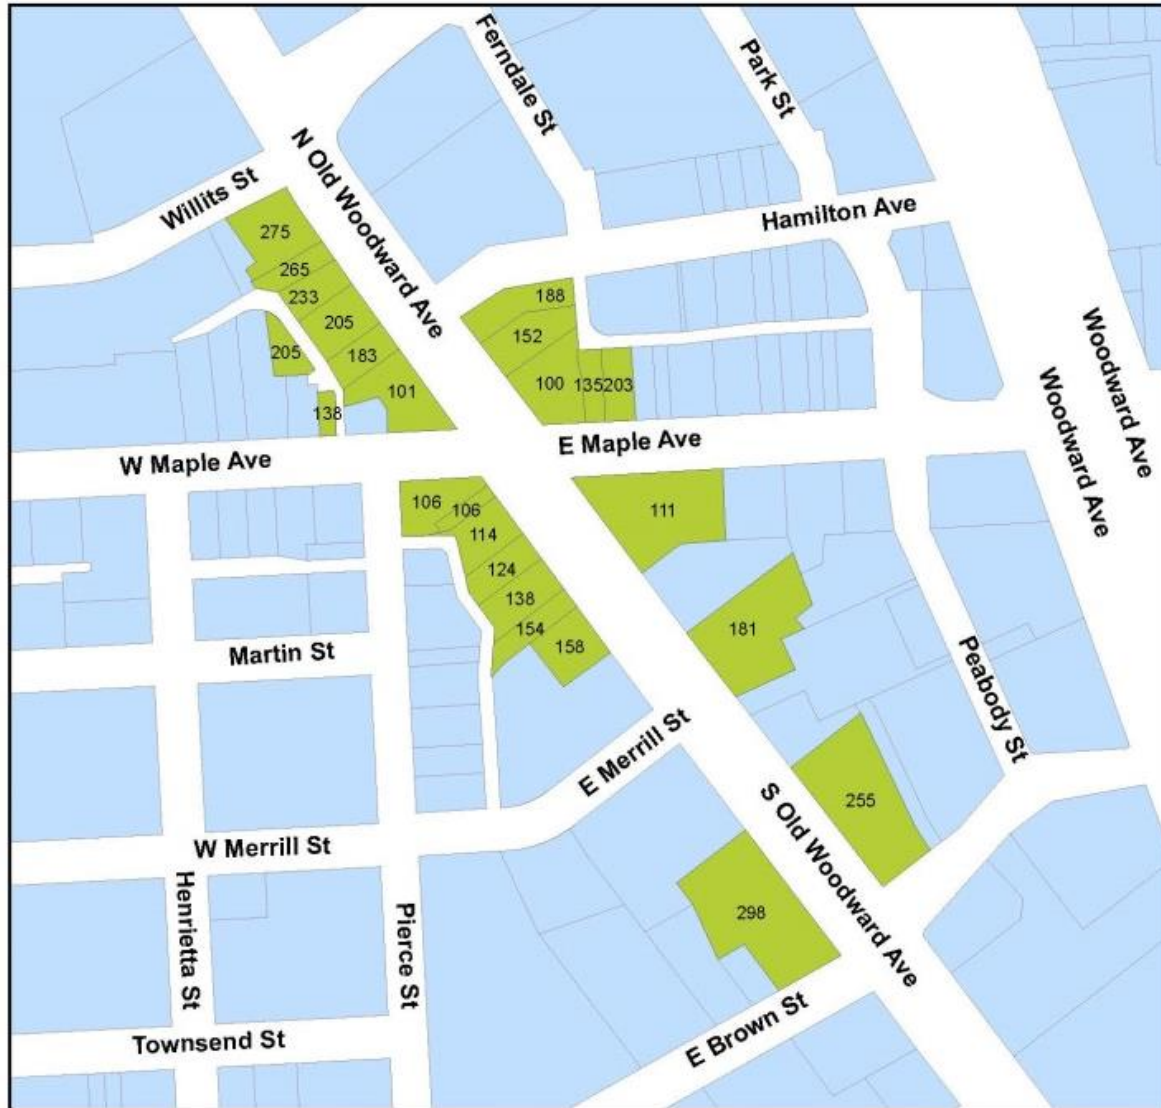 Ferndale St
Park St
N Old Woodward Ave
Willits St
Hamilton Ave
275
265
233
205
205
183
101
138
188
152
100
135
203
Woodward Ave
Woodward Ave
W Maple Ave
E Maple Ave
106
106
114
124
138
154
158
111
181
Martin St
Peabody St
E Merrill St
255
S Old Woodward Ave
W Merrill St
298
Henrietta St
Pierce St
Townsend St
E Brown St